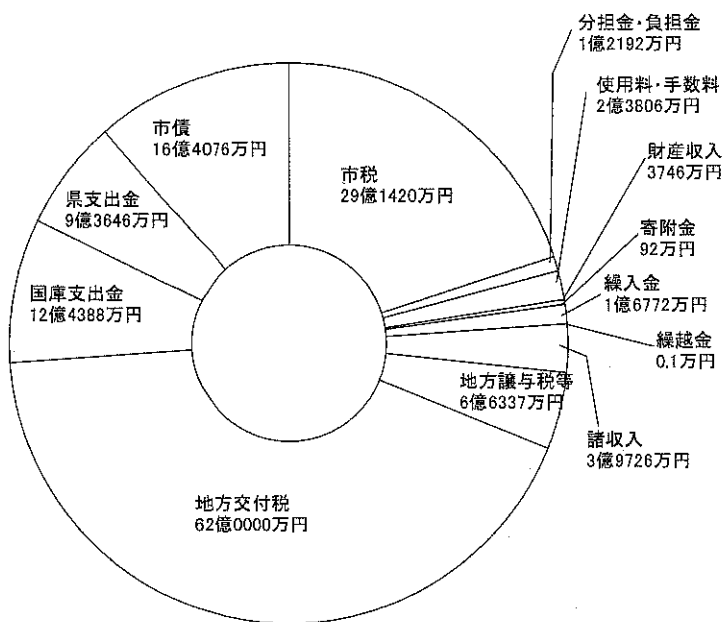 分担金・負担金
1億2192万円
使用料・手数料
2億3806万円
財産収入
3746万円
寄附金
92万円
繰入金
1億6772万円
繰越金
0.1万円
諸収入
3億9726万円
地方譲与税等
6億6337万円
地方交付税
62億0000万円
国庫支出金
12億4388万円
県支出金
9億3646万円
市債
16億4076万円
市税
29億1420万円